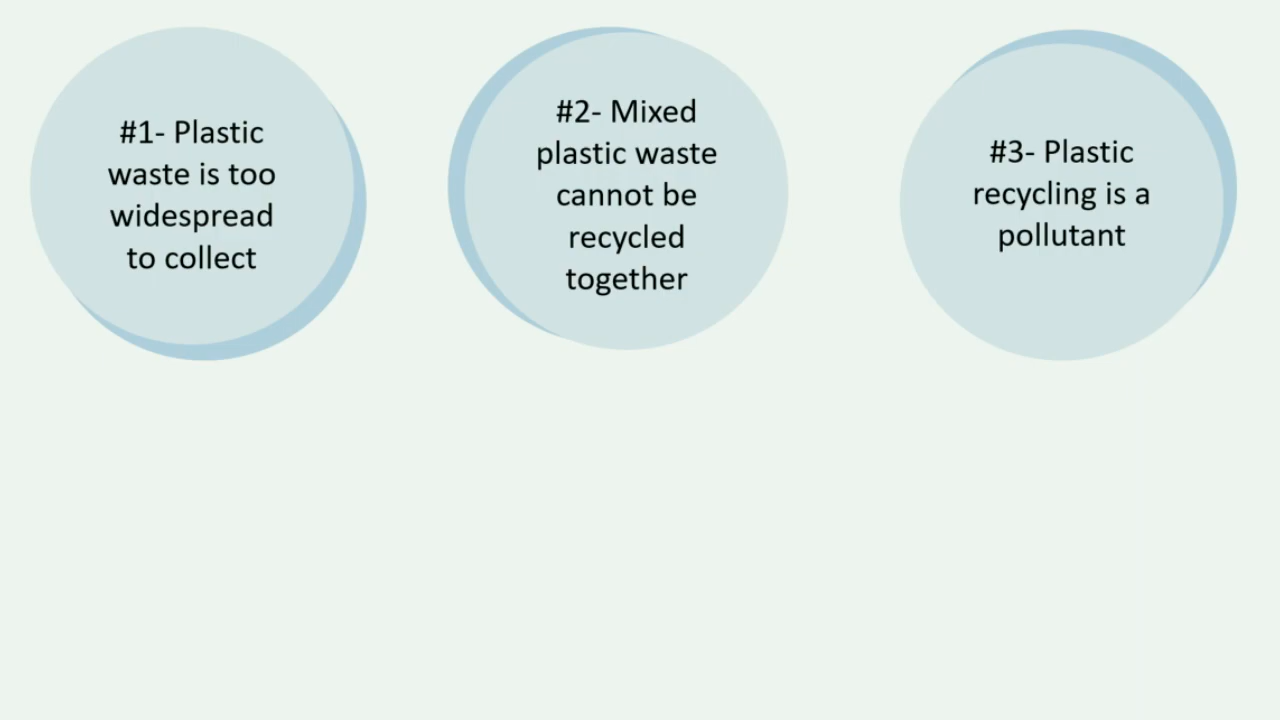 #1- Plastic
waste is too
widespread
to collect
#2- Mixed
plastic waste
cannot be
recycled
together
#3- Plastic
recycling is a
pollutant